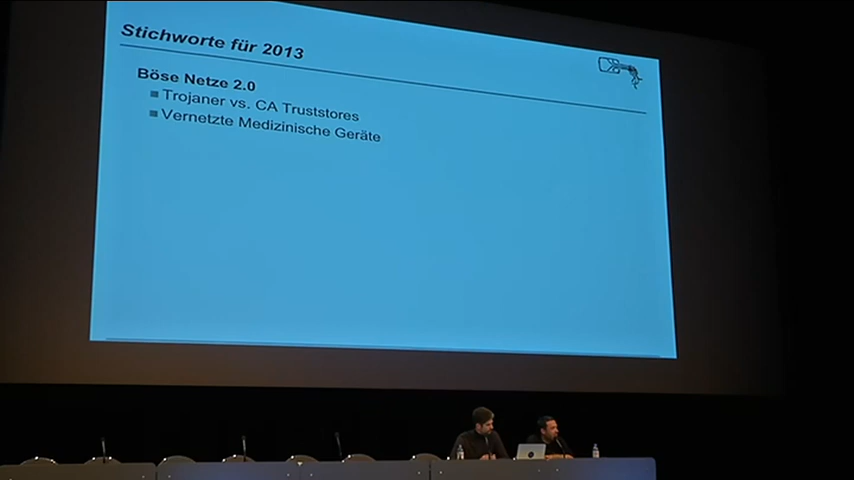 Stichworte für 2013
Böse Netze 2.0
Trojaner vs. CA Truststores
Vernetzte Medizinische Geräte